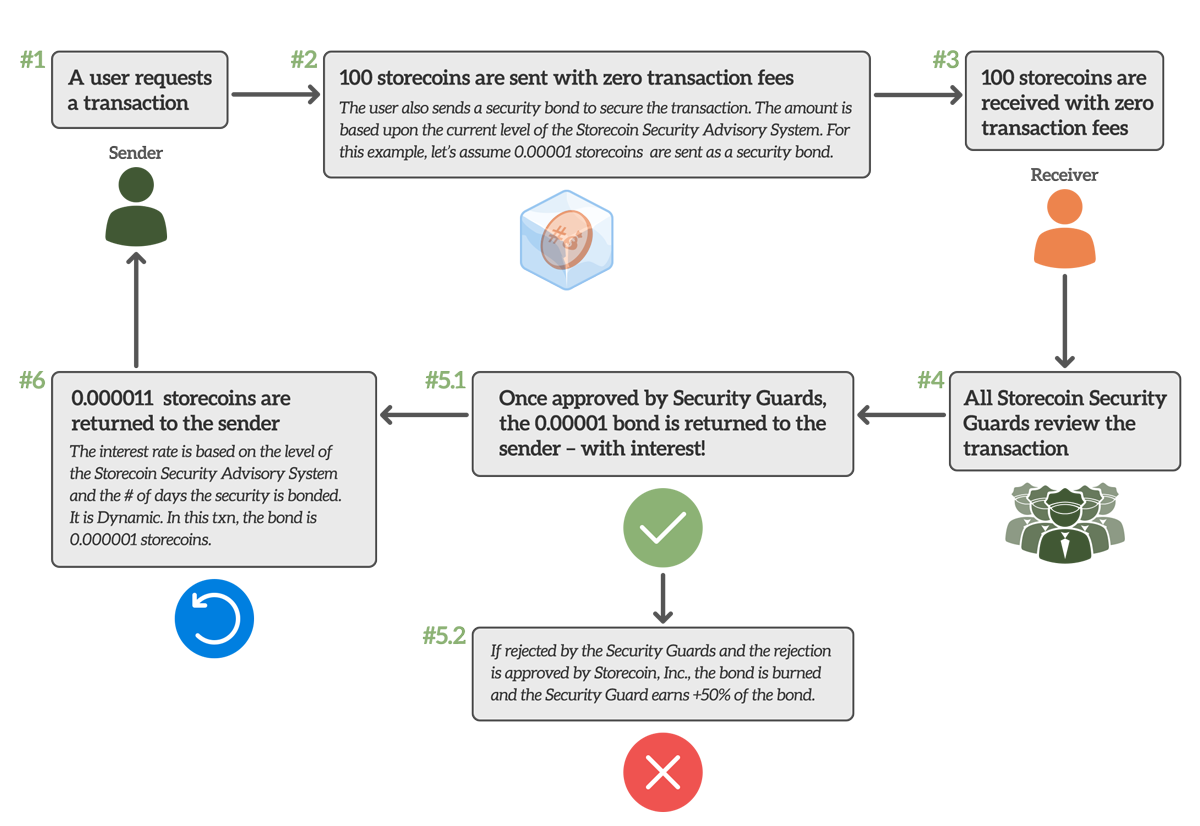 #1
A user requests
a transaction
Sender
#2
100 storecoins are sent with zero transaction fees
The user also sends a security bond to secure the transaction. The amount is
based upon the current level of the Storecoin Security Advisory System. For
this example, let's assume 0.00001 storecoins are sent as a security bond.
#3
100 storecoins are
received with zero
transaction fees
Receiver
#4
All Storecoin Security
Guards review the
transaction
#5.1
Once approved by Security Guards,
the 0.00001 bond is returned to the
sender – with interest!
#5.2
If rejected by the Security Guards and the rejection
is approved by Storecoin, Inc., the bond is burned
and the Security Guard earns +50% of the bond.
#6
0.000011 storecoins are
returned to the sender
The interest rate is based on the level of
the Storecoin Security Advisory System
and the # of days the security is bonded.
It is Dynamic. In this txn, the bond is
0.000001 storecoins.